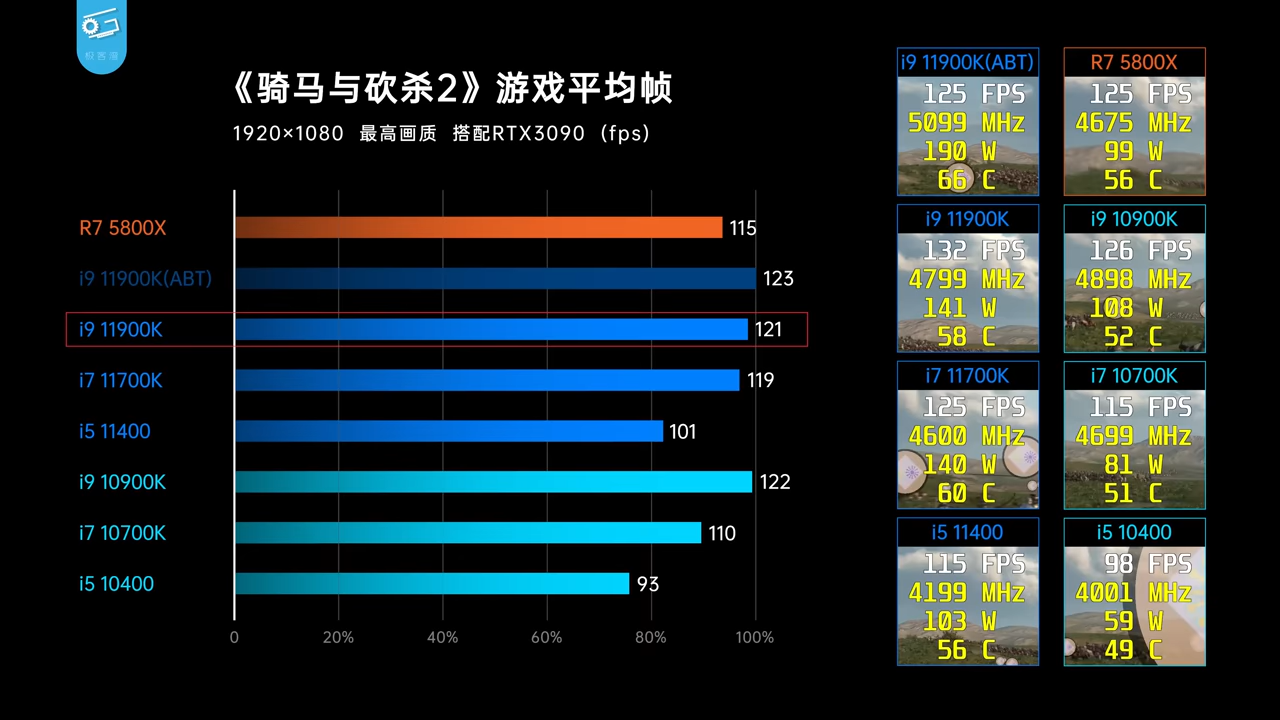 极客湾
《骑马与砍杀2》游戏平均帧
1920×1080 最高画质 搭配RTX3090 (fps)
R7 5800X 115
i9 11900K(ABT) 123
i9 11900K 121
i7 11700K 119
i5 11400 101
i9 10900K 122
i7 10700K 110
i5 10400 93
0 20% 40% 60% 80% 100%
i9 11900K(ABT)
125 FPS
5099 MHz
190 W
66 C
R7 5800X
125 FPS
4675 MHz
99 W
56 C
i9 11900K
132 FPS
4799 MHz
141 W
58 C
i9 10900K
126 FPS
4898 MHz
108 W
52 C
i7 11700K
125 FPS
4600 MHz
140 W
60 C
i7 10700K
115 FPS
4699 MHz
81 W
51 C
i5 11400
115 FPS
4199 MHz
103 W
56 C
i5 10400
98 FPS
4001 MHz
59 W
49 C